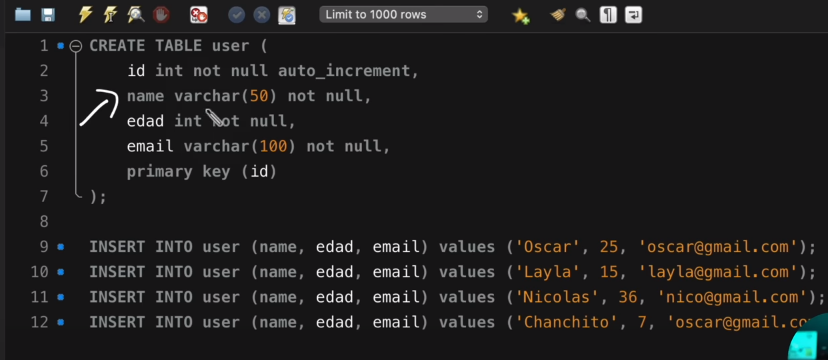 Limit to 1000 rows
1 CREATE TABLE user (
2 id int not null auto_increment,
3 name varchar(50) not null,
4 edad int not null,
5 email varchar(100) not null,
6 primary key (id)
7 );
8
9 INSERT INTO user (name, edad, email) values ('Oscar', 25, 'oscar@gmail.com');
10 INSERT INTO user (name, edad, email) values ('Layla', 15, 'layla@gmail.com');
11 INSERT INTO user (name, edad, email) values ('Nicolas', 36, 'nico@gmail.com');
12 INSERT INTO user (name, edad, email) values ('Chanchito', 7, 'oscar@gmail.co